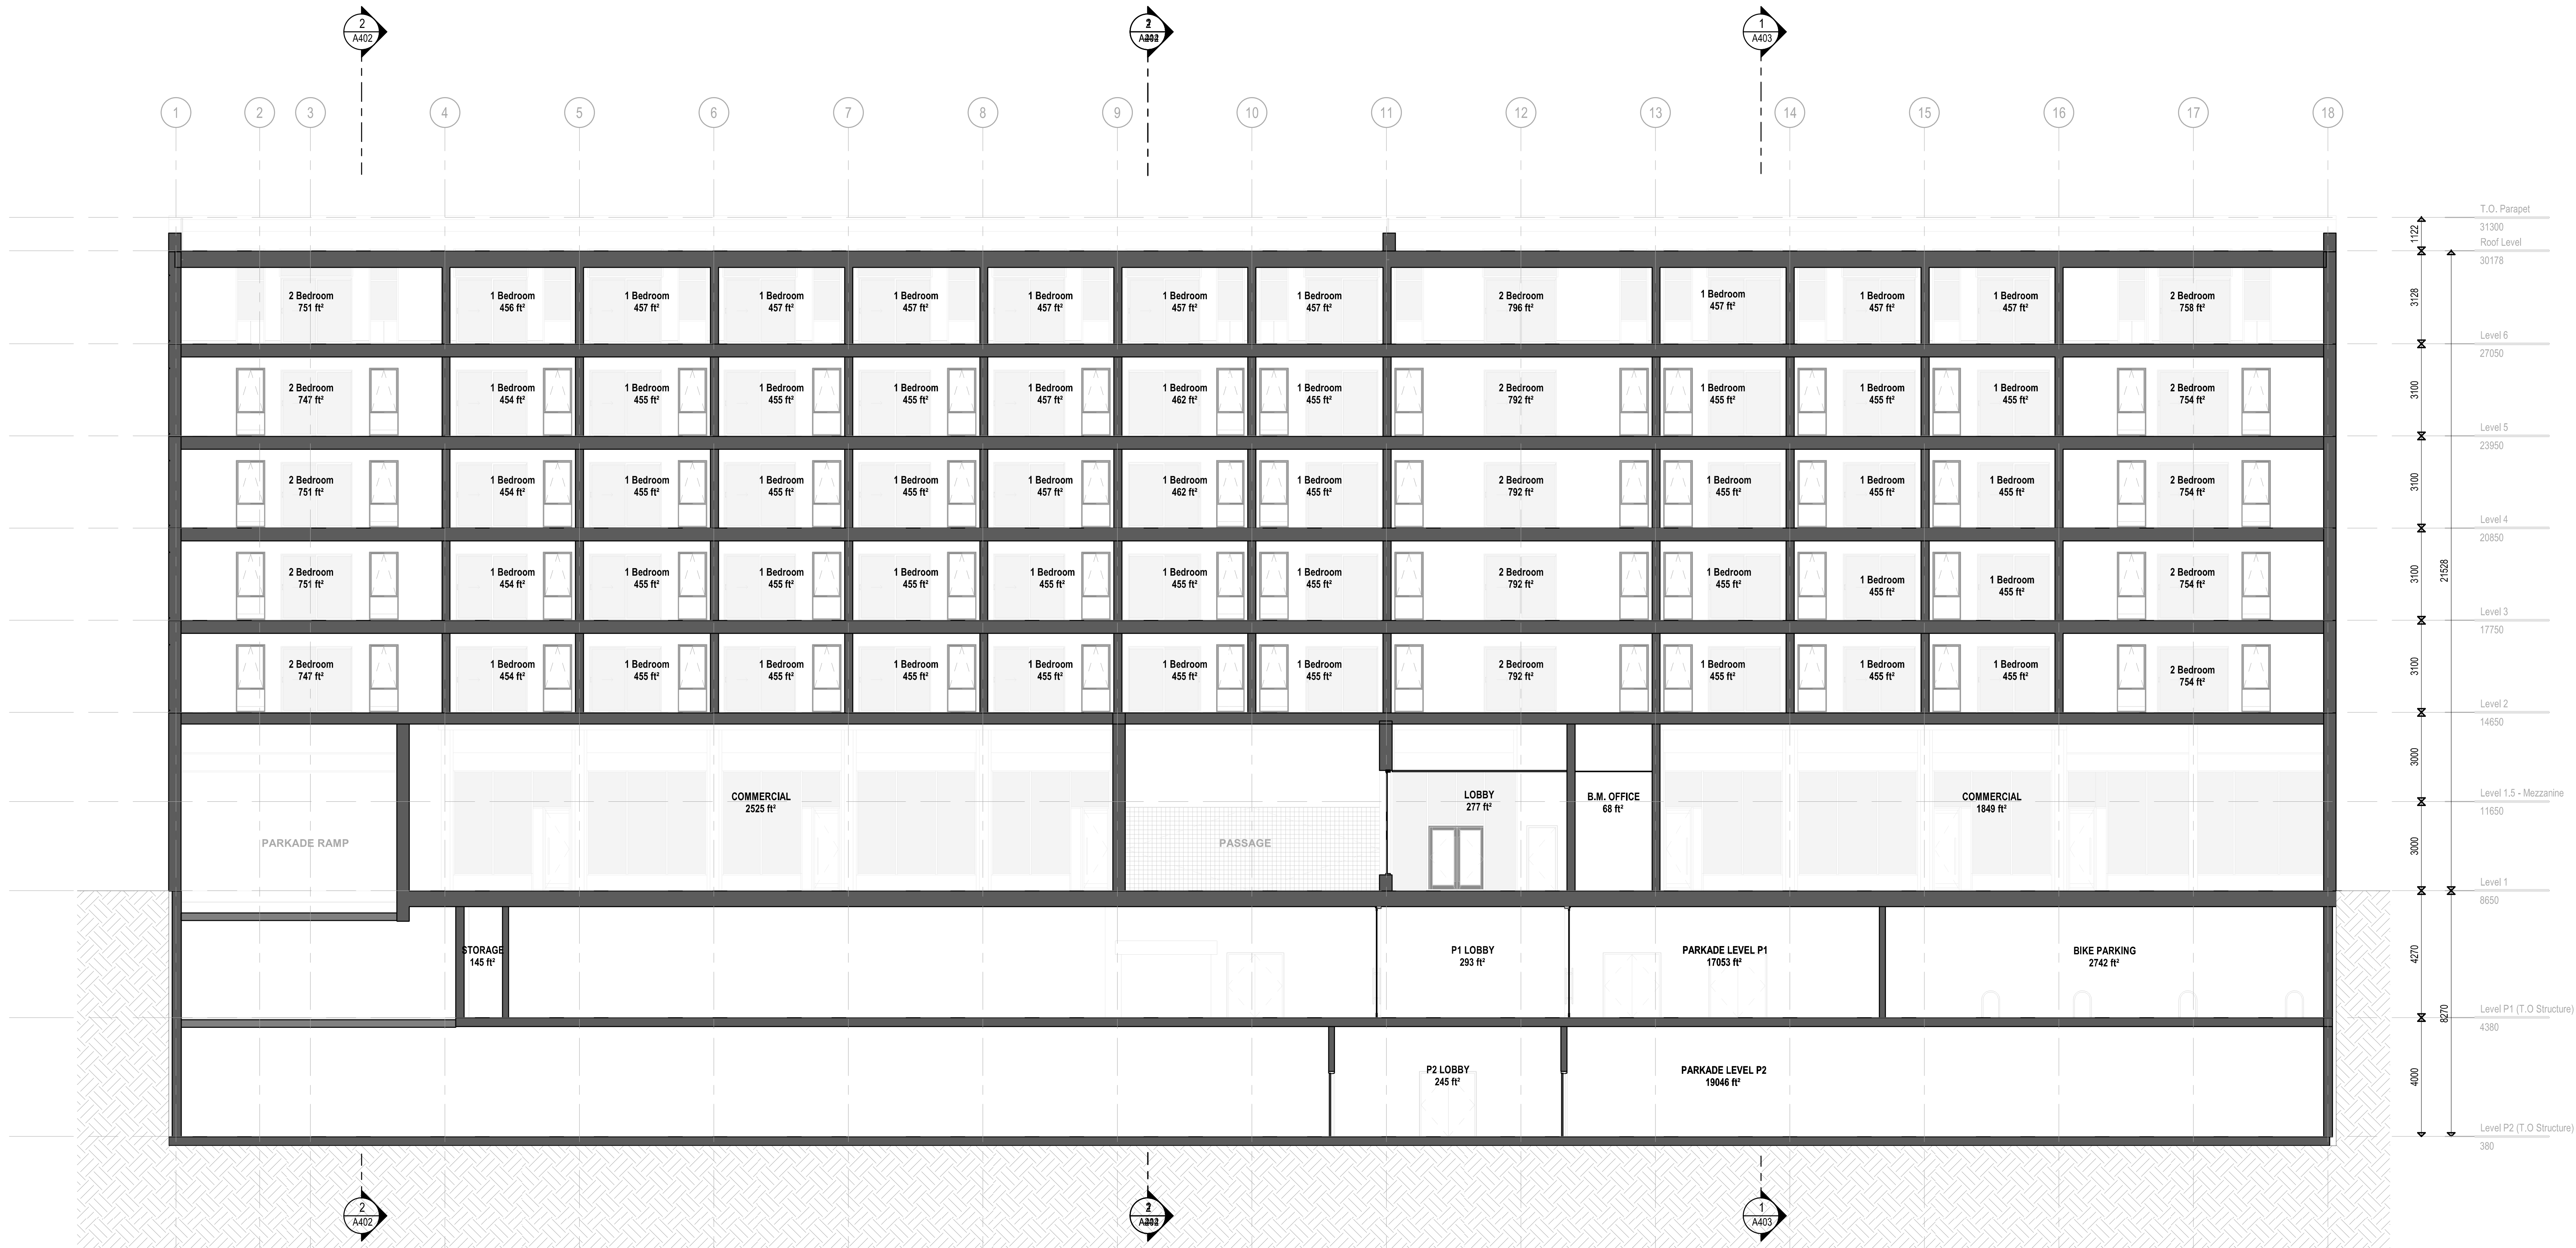 2
A402
1
A403
1
2
3
4
5
6
7
8
9
10
11
12
13
14
15
16
17
18
T.O. Parapet
31300
1122
Roof Level
30178
2 Bedroom
751 ft²
1 Bedroom
456 ft²
1 Bedroom
457 ft²
1 Bedroom
457 ft²
1 Bedroom
457 ft²
1 Bedroom
457 ft²
1 Bedroom
457 ft²
1 Bedroom
457 ft²
2 Bedroom
796 ft²
1 Bedroom
457 ft²
1 Bedroom
457 ft²
1 Bedroom
457 ft²
2 Bedroom
758 ft²
3128
Level 6
27050
2 Bedroom
747 ft²
1 Bedroom
454 ft²
1 Bedroom
455 ft²
1 Bedroom
455 ft²
1 Bedroom
455 ft²
1 Bedroom
457 ft²
1 Bedroom
462 ft²
1 Bedroom
455 ft²
2 Bedroom
792 ft²
1 Bedroom
455 ft²
1 Bedroom
455 ft²
1 Bedroom
455 ft²
2 Bedroom
754 ft²
3100
Level 5
23950
2 Bedroom
751 ft²
1 Bedroom
454 ft²
1 Bedroom
455 ft²
1 Bedroom
455 ft²
1 Bedroom
455 ft²
1 Bedroom
457 ft²
1 Bedroom
462 ft²
1 Bedroom
455 ft²
2 Bedroom
792 ft²
1 Bedroom
455 ft²
1 Bedroom
455 ft²
1 Bedroom
455 ft²
2 Bedroom
754 ft²
3100
Level 4
20850
2 Bedroom
751 ft²
1 Bedroom
454 ft²
1 Bedroom
455 ft²
1 Bedroom
455 ft²
1 Bedroom
455 ft²
1 Bedroom
455 ft²
1 Bedroom
455 ft²
1 Bedroom
455 ft²
2 Bedroom
792 ft²
1 Bedroom
455 ft²
1 Bedroom
455 ft²
1 Bedroom
455 ft²
2 Bedroom
754 ft²
3100
21528
Level 3
17750
2 Bedroom
747 ft²
1 Bedroom
454 ft²
1 Bedroom
455 ft²
1 Bedroom
455 ft²
1 Bedroom
455 ft²
1 Bedroom
455 ft²
1 Bedroom
455 ft²
1 Bedroom
455 ft²
2 Bedroom
792 ft²
1 Bedroom
455 ft²
1 Bedroom
455 ft²
1 Bedroom
455 ft²
2 Bedroom
754 ft²
3100
Level 2
14650
3000
COMMERCIAL
2525 ft²
LOBBY
277 ft²
B.M. OFFICE
68 ft²
COMMERCIAL
1849 ft²
Level 1.5 - Mezzanine
11650
PARKADE RAMP
PASSAGE
3000
Level 1
8650
STORAGE
145 ft²
P1 LOBBY
293 ft²
PARKADE LEVEL P1
17053 ft²
BIKE PARKING
2742 ft²
4270
8270
Level P1 (T.O Structure)
4380
P2 LOBBY
245 ft²
PARKADE LEVEL P2
19046 ft²
4000
Level P2 (T.O Structure)
380
2
A402
1
A403